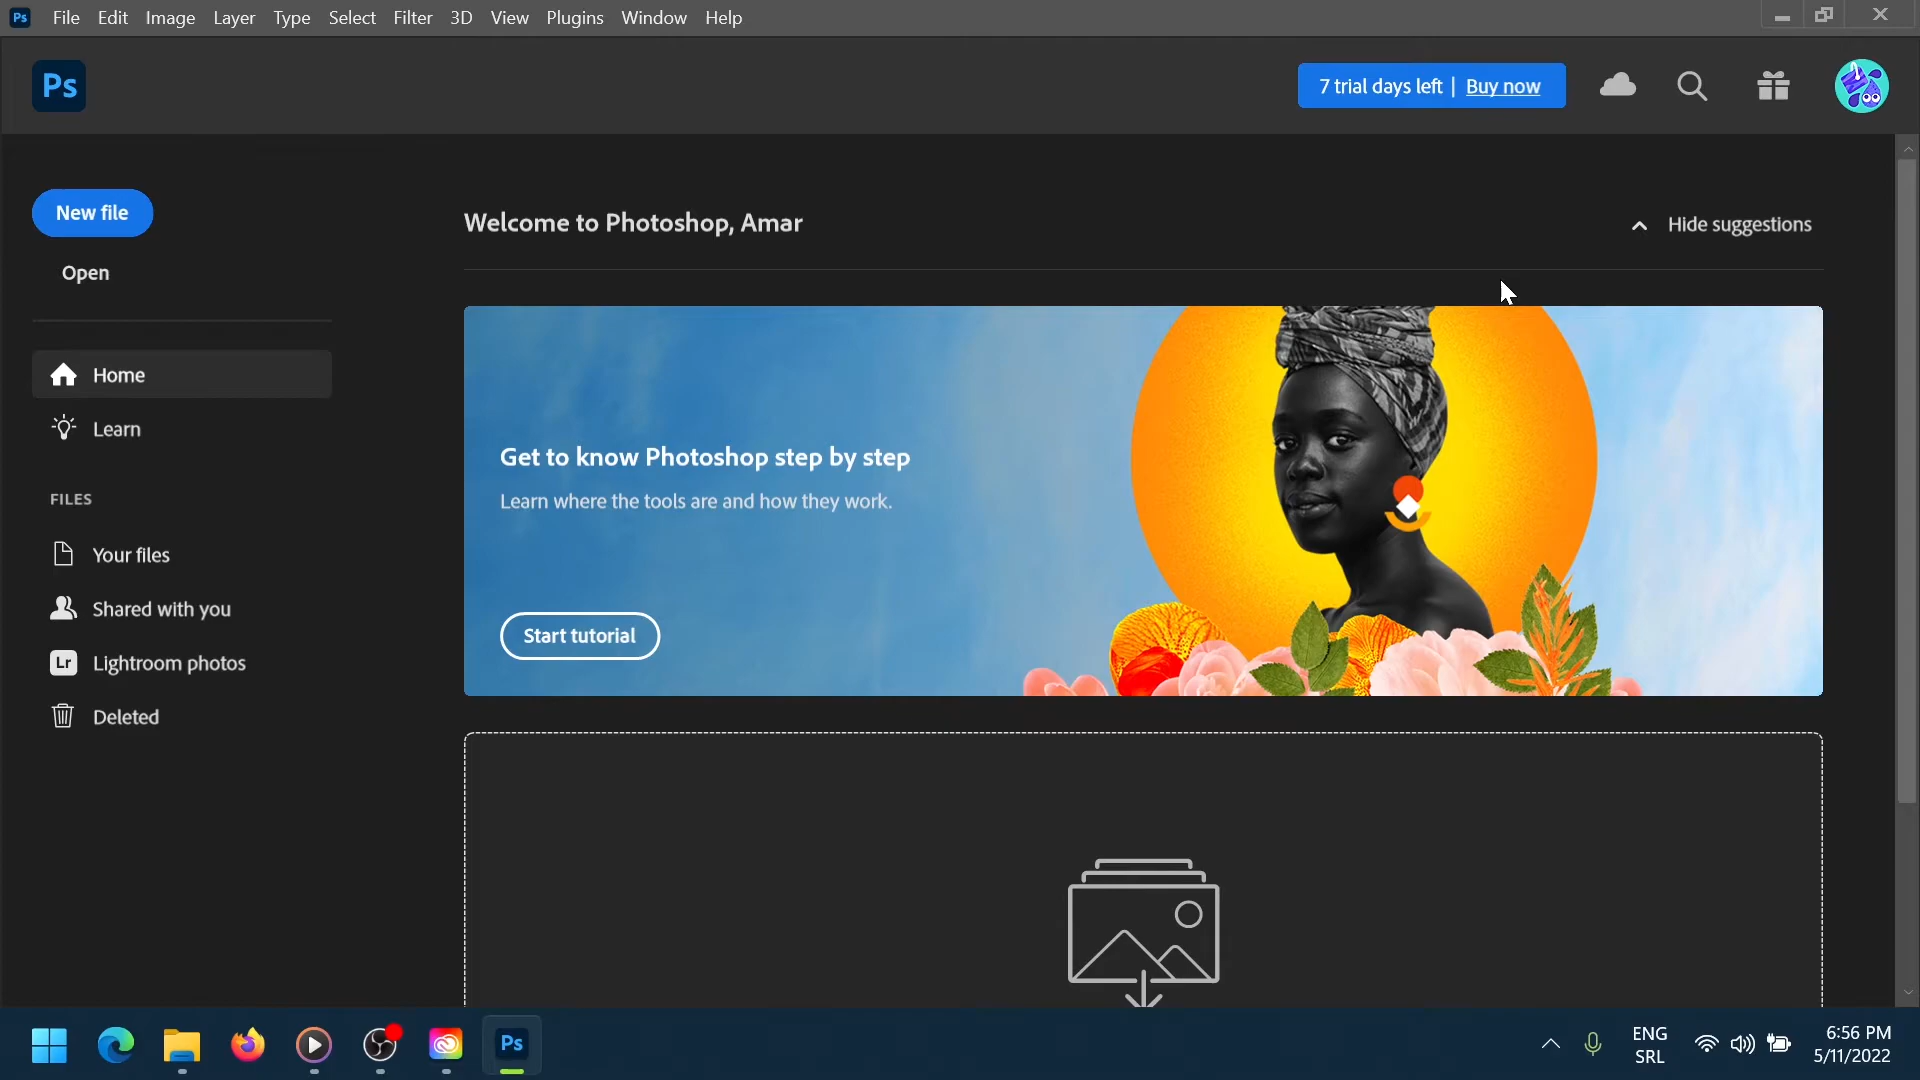 Ps File Edit Image Layer Type Select Filter 3D View Plugins Window Help
Ps
7 trial days left | Buy now
New file
Open
Home
Learn
FILES
Your files
Shared with you
Lr Lightroom photos
Deleted
Welcome to Photoshop, Amar
Hide suggestions
Get to know Photoshop step by step
Learn where the tools are and how they work.
Start tutorial
Ps
ENG
SRL
6:56 PM
5/11/2022